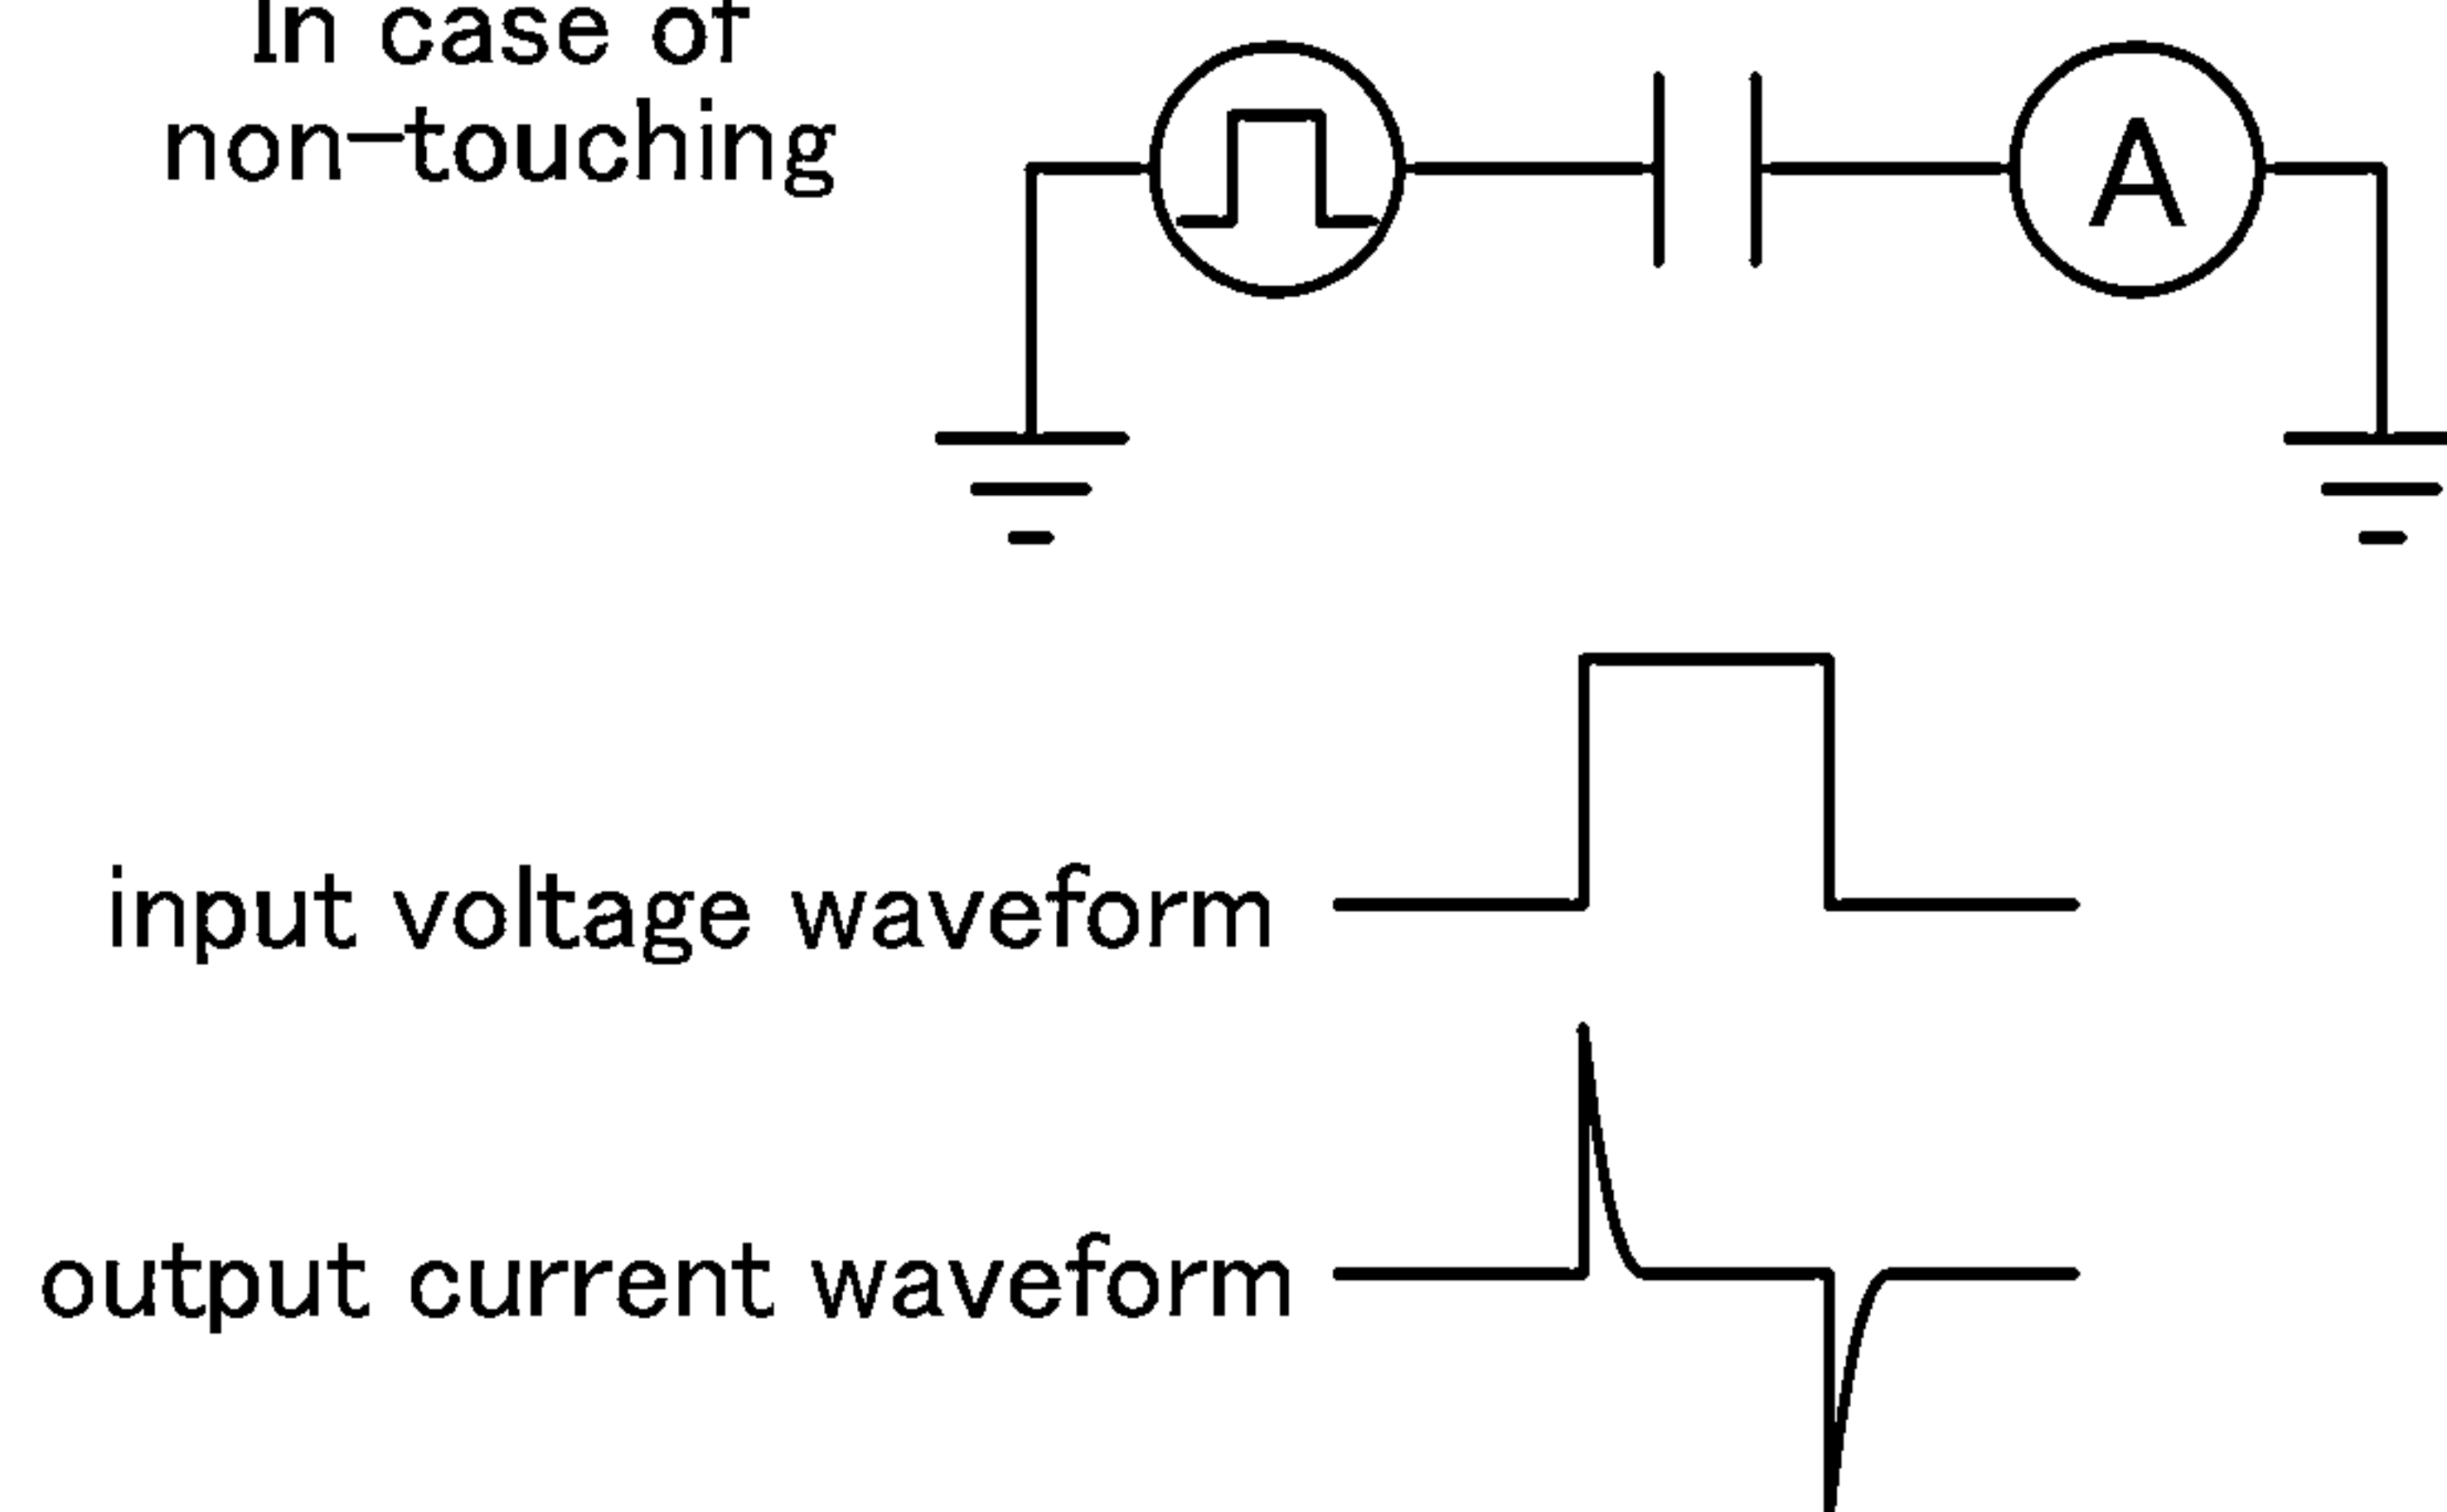 In case of
non-touching
A
input voltage waveform
output current waveform